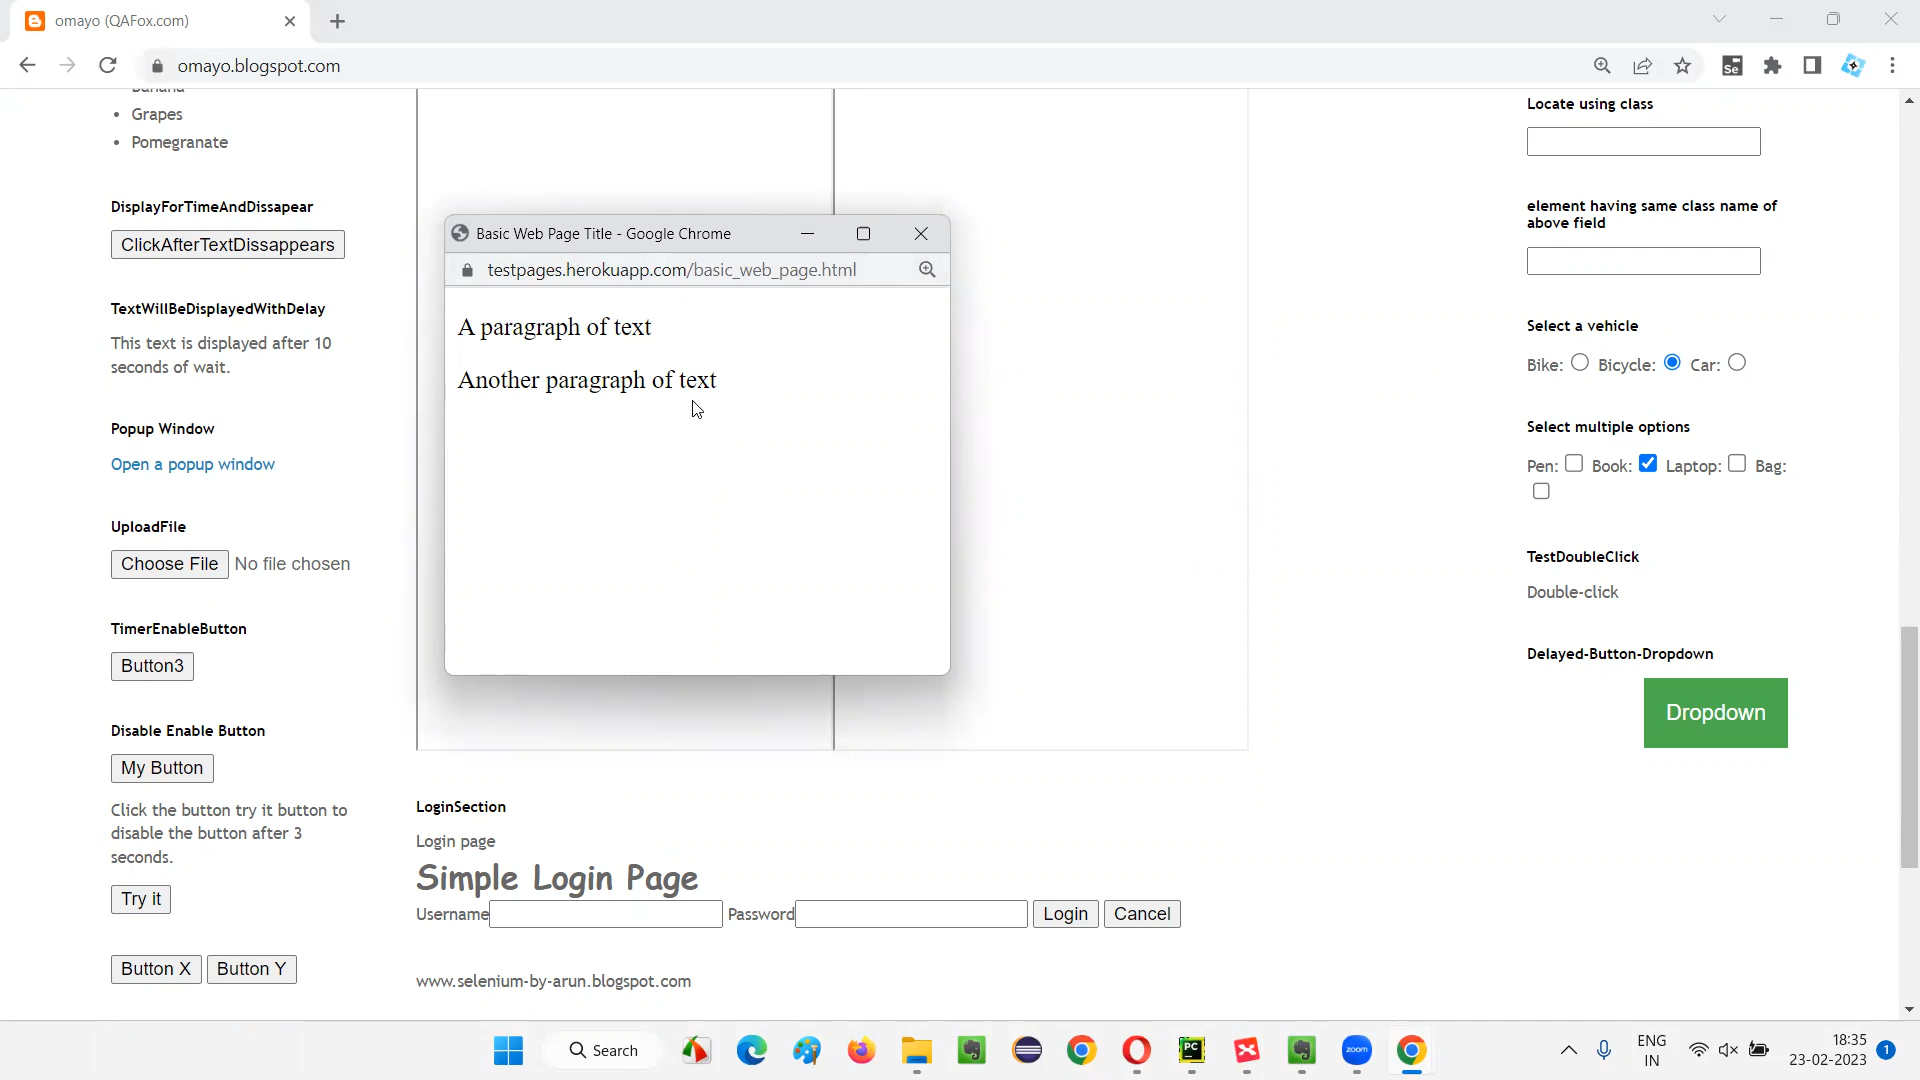 omayo (QAFox.com)
omayo.blogspot.com
Banana
Grapes
Pomegranate
DisplayForTimeAndDissapear
ClickAfterTextDissappears
TextWillBeDisplayedWithDelay
This text is displayed after 10
seconds of wait.
Popup Window
Open a popup window
UploadFile
Choose File No file chosen
TimerEnableButton
Button3
Disable Enable Button
My Button
Click the button try it button to
disable the button after 3
seconds.
Try it
Button X Button Y
Basic Web Page Title - Google Chrome
testpages.herokuapp.com/basic_web_page.html
A paragraph of text
Another paragraph of text
LoginSection
Login page
Simple Login Page
Username Password Login Cancel
www.selenium-by-arun.blogspot.com
Locate using class
element having same class name of
above field
Select a vehicle
Bike: Bicycle: Car:
Select multiple options
Pen: Book: Laptop: Bag:
TestDoubleClick
Double-click
Delayed-Button-Dropdown
Dropdown
Se
Search
PC
zoom
ENG
IN
18:35
23-02-2023
1